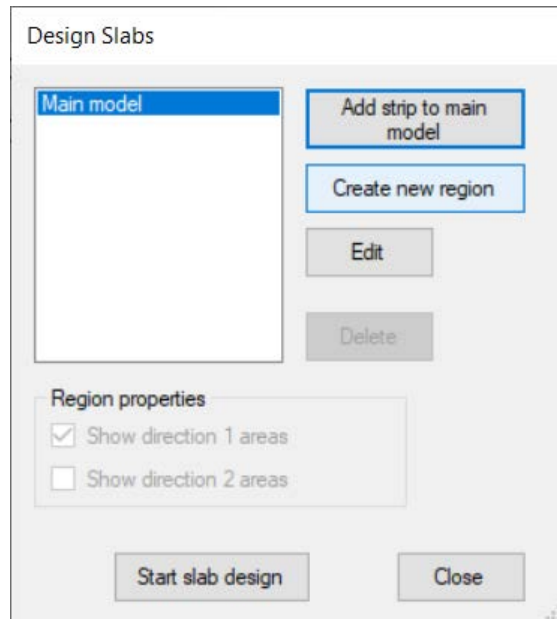 Design Slabs
Main model
Add strip to main
model
Create new region
Edit
Delete
Region properties
Show direction 1 areas
Show direction 2 areas
Start slab design
Close